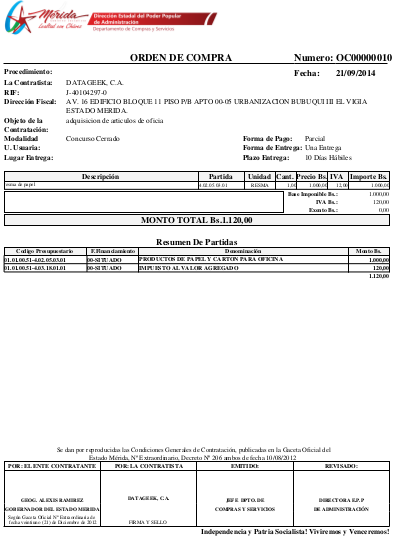 Mérida
Dirección Estadal del Poder Popular
de Administración
Departamento de Compras y Servicios
ORDEN DE COMPRA
Numero: OC00000010
Procedimiento:
Fecha: 21/09/2014
La Contratista: DATAGEEK, C.A.
RIF: J-40104297-0
Dirección Fiscal: AV. 16 EDIFICIO BLOQUE 11 PISO P/B APTO 00-05 URBANIZACION BUBUQUI III EL VIGIA
ESTADO MERIDA.
Objeto de la Contratación: adquisicion de articulos de oficia
Modalidad Concurso Cerrado Forma de Pago: Parcial
U. Usuaria: Forma de Entrega: Una Entrega
Lugar Entrega: Plazo Entrega: 10 Días Hábiles
Descripción Partida Unidad Cant. Precio Bs. IVA Importe Bs.
resma de papel 4.02.05.03.01 RESMA 1,00 1.000,00 12,00 1.000,00
Base Imponible Bs.: 1.000,00
IVA Bs.: 120,00
Exento Bs.: 0,00
MONTO TOTAL Bs.1.120,00
Resumen De Partidas
Codigo Presupuestario F.Financiamiento Denominación Monto Bs.
01.01.00.51-4.02.05.03.01 00-SITUADO PRODUCTOS DE PAPEL Y CARTON PARA OFICINA 1.000,00
01.01.00.51-4.03.18.01.01 00-SITUADO IMPUESTO AL VALOR AGREGADO 120,00
1.120,00
Se dan por reproducidas las Condiciones Generales de Contratación, publicadas en la Gaceta Oficial del
Estado Mérida, N° Extraordinario, Decreto N° 206 ambos de fecha 10/08/2012
POR: EL ENTE CONTRATANTE POR: LA CONTRATISTA EMITIDO: REVISADO:
GEOG. ALEXIS RAMIREZ DATAGEEK, C.A. JEFE DPTO. DE DIRECTORA E.P.P
GOBERNADOR DEL ESTADO MERIDA COMPRAS Y SERVICIOS DE ADMINISTRACIÓN
Según Gaceta Oficial N° Extraordinario de
fecha veintiuno (21) de Diciembre de 2012 FIRMA Y SELLO
Independencia y Patria Socialista! Viviremos y Venceremos!